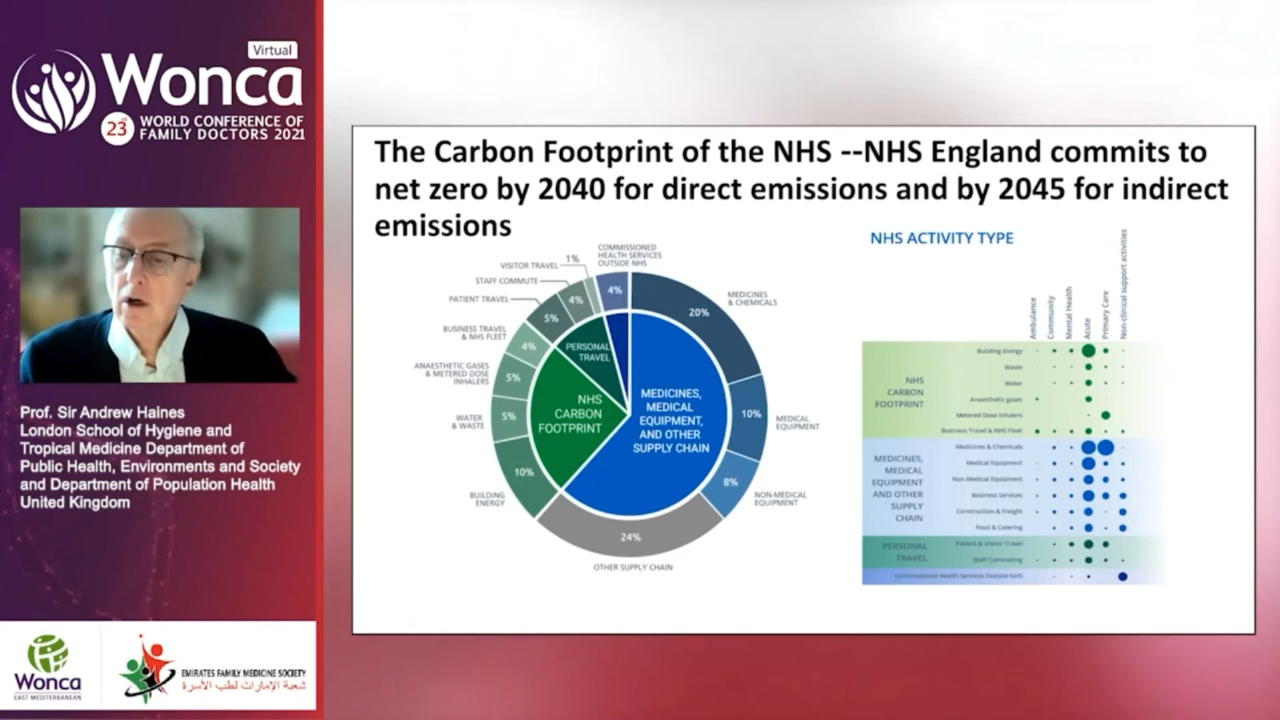 Virtual
Wonca
23rd WORLD CONFERENCE OF
FAMILY DOCTORS 2021
Prof. Sir Andrew Haines
London School of Hygiene and
Tropical Medicine Department of
Public Health, Environments and Society
and Department of Population Health
United Kingdom
Wonca
EAST MEDITERRANEAN
EMIRATES FAMILY MEDICINE SOCIETY
شعبة الإمارات لطب الأسرة
The Carbon Footprint of the NHS --NHS England commits to
net zero by 2040 for direct emissions and by 2045 for indirect
emissions
COMMISSIONED
HEALTH SERVICES
OUTSIDE NHS
4%
VISITOR TRAVEL
1%
STAFF COMMUTE
4%
PATIENT TRAVEL
5%
BUSINESS TRAVEL
& NHS FLEET
4%
ANAESTHETIC GASES
& METERED DOSE
INHALERS
5%
WATER
& WASTE
5%
BUILDING
ENERGY
10%
OTHER SUPPLY CHAIN
24%
NON-MEDICAL
EQUIPMENT
8%
MEDICAL
EQUIPMENT
10%
MEDICINES
& CHEMICALS
20%
PERSONAL
TRAVEL
NHS
CARBON
FOOTPRINT
MEDICINES,
MEDICAL
EQUIPMENT,
AND OTHER
SUPPLY CHAIN
NHS ACTIVITY TYPE
Ambulance
Community
Mental Health
Acute
Primary Care
Non-clinical support activities
NHS
CARBON
FOOTPRINT
Building Energy
Waste
Water
Anaesthetic gases
Metered Dose Inhalers
Business Travel & NHS Fleet
MEDICINES,
MEDICAL
EQUIPMENT
AND OTHER
SUPPLY
CHAIN
Medicines & Chemicals
Medical Equipment
Non-Medical Equipment
Business Services
Construction & Freight
Food & Catering
PERSONAL
TRAVEL
Patient & Visitor Travel
Staff Commuting
Commissioned Health Services Outside NHS